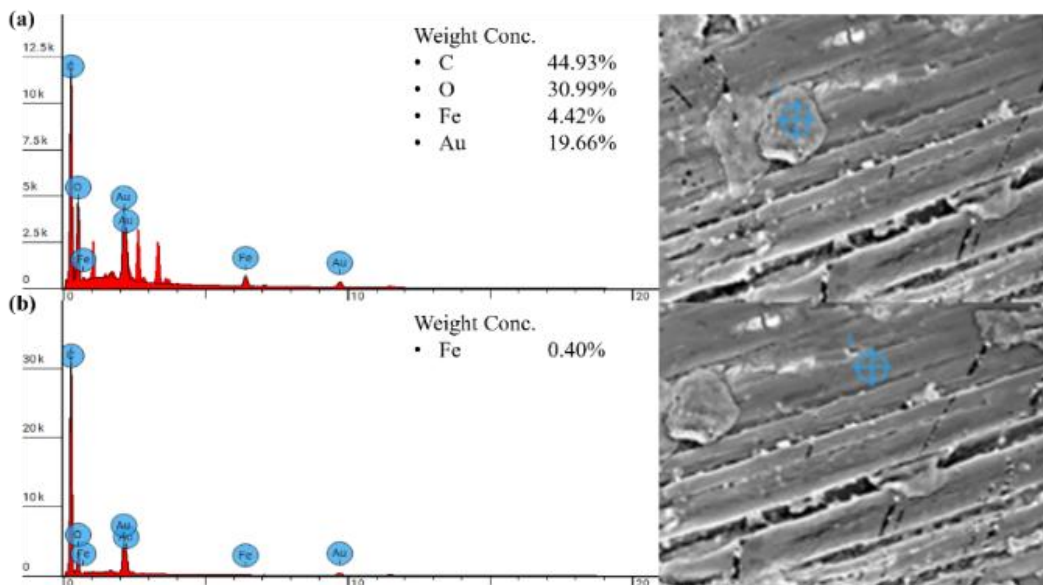 (a)
Weight Conc.
• C 44.93%
• O 30.99%
• Fe 4.42%
• Au 19.66%
12.5k
10k
7.5k
5k
2.5k
0
C
O
Fe
Au
Au
Fe
Au
10
20
(b)
Weight Conc.
• Fe 0.40%
30k
20k
10k
0
C
O
Fe
Au
Au
Fe
Au
0
10
20